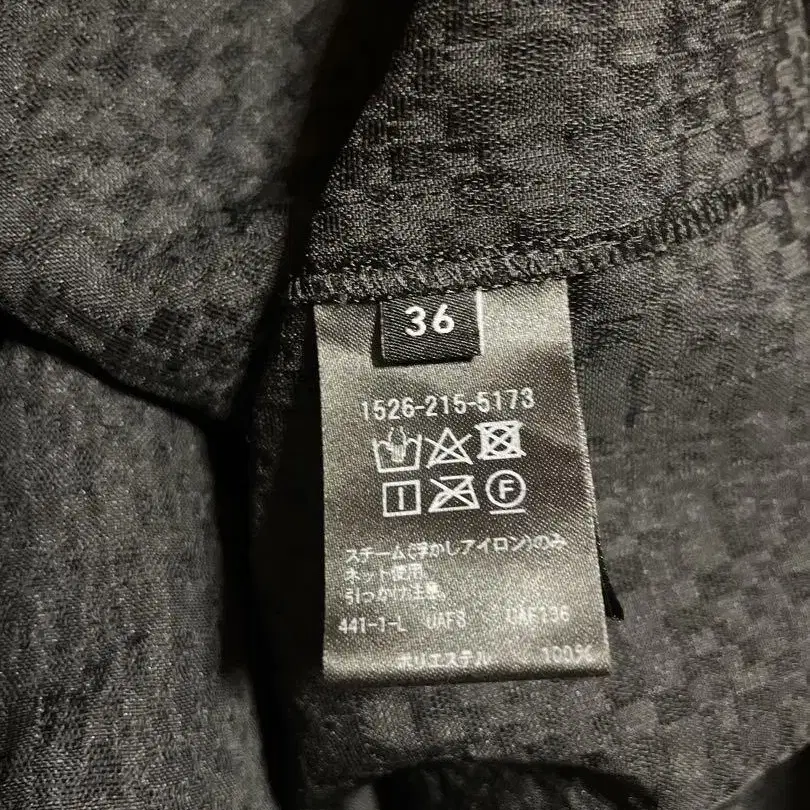 36
1526-215-5173
F
スチーム(浮かしアイロン)のみ
ネット使用
引っかけ注意。
441-1-L UAF8 UAF136
ポリエステル 100%